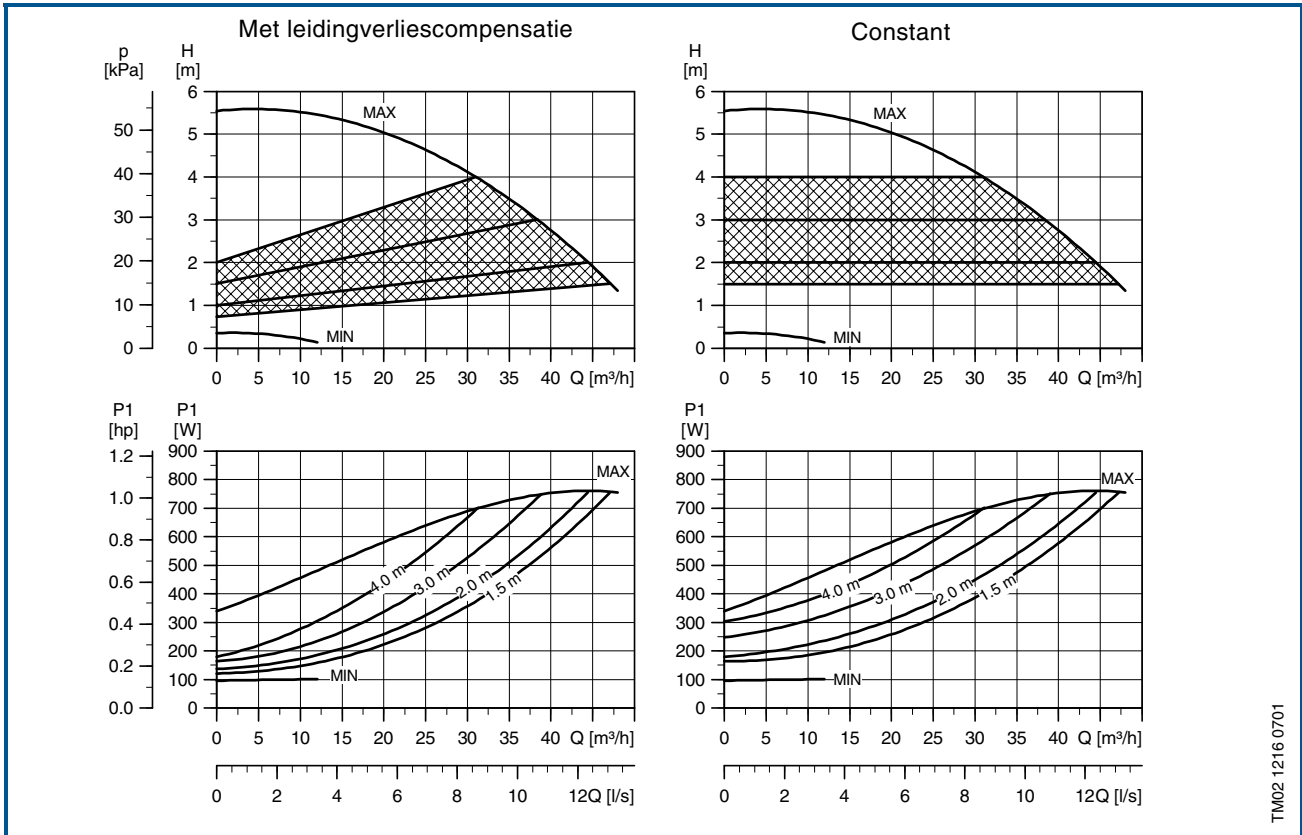 Met leidingverliescompensatie
Constant
p
[kPa]
H
[m]
50
40
30
20
10
0
6
5
4
3
2
1
0
MAX
MIN
0 5 10 15 20 25 30 35 40 Q [m³/h]
H
[m]
6
5
4
3
2
1
0
MAX
MIN
0 5 10 15 20 25 30 35 40 Q [m³/h]
P1
[hp]
P1
[W]
1.2
1.0
0.8
0.6
0.4
0.2
0.0
900
800
700
600
500
400
300
200
100
0
MAX
4.0 m
3.0 m
2.0 m
1.5 m
MIN
0 5 10 15 20 25 30 35 40 Q [m³/h]
0 2 4 6 8 10 12Q [l/s]
P1
[W]
900
800
700
600
500
400
300
200
100
0
MAX
4.0 m
3.0 m
2.0 m
1.5 m
MIN
0 5 10 15 20 25 30 35 40 Q [m³/h]
0 2 4 6 8 10 12Q [l/s]
TM02 1216 0701